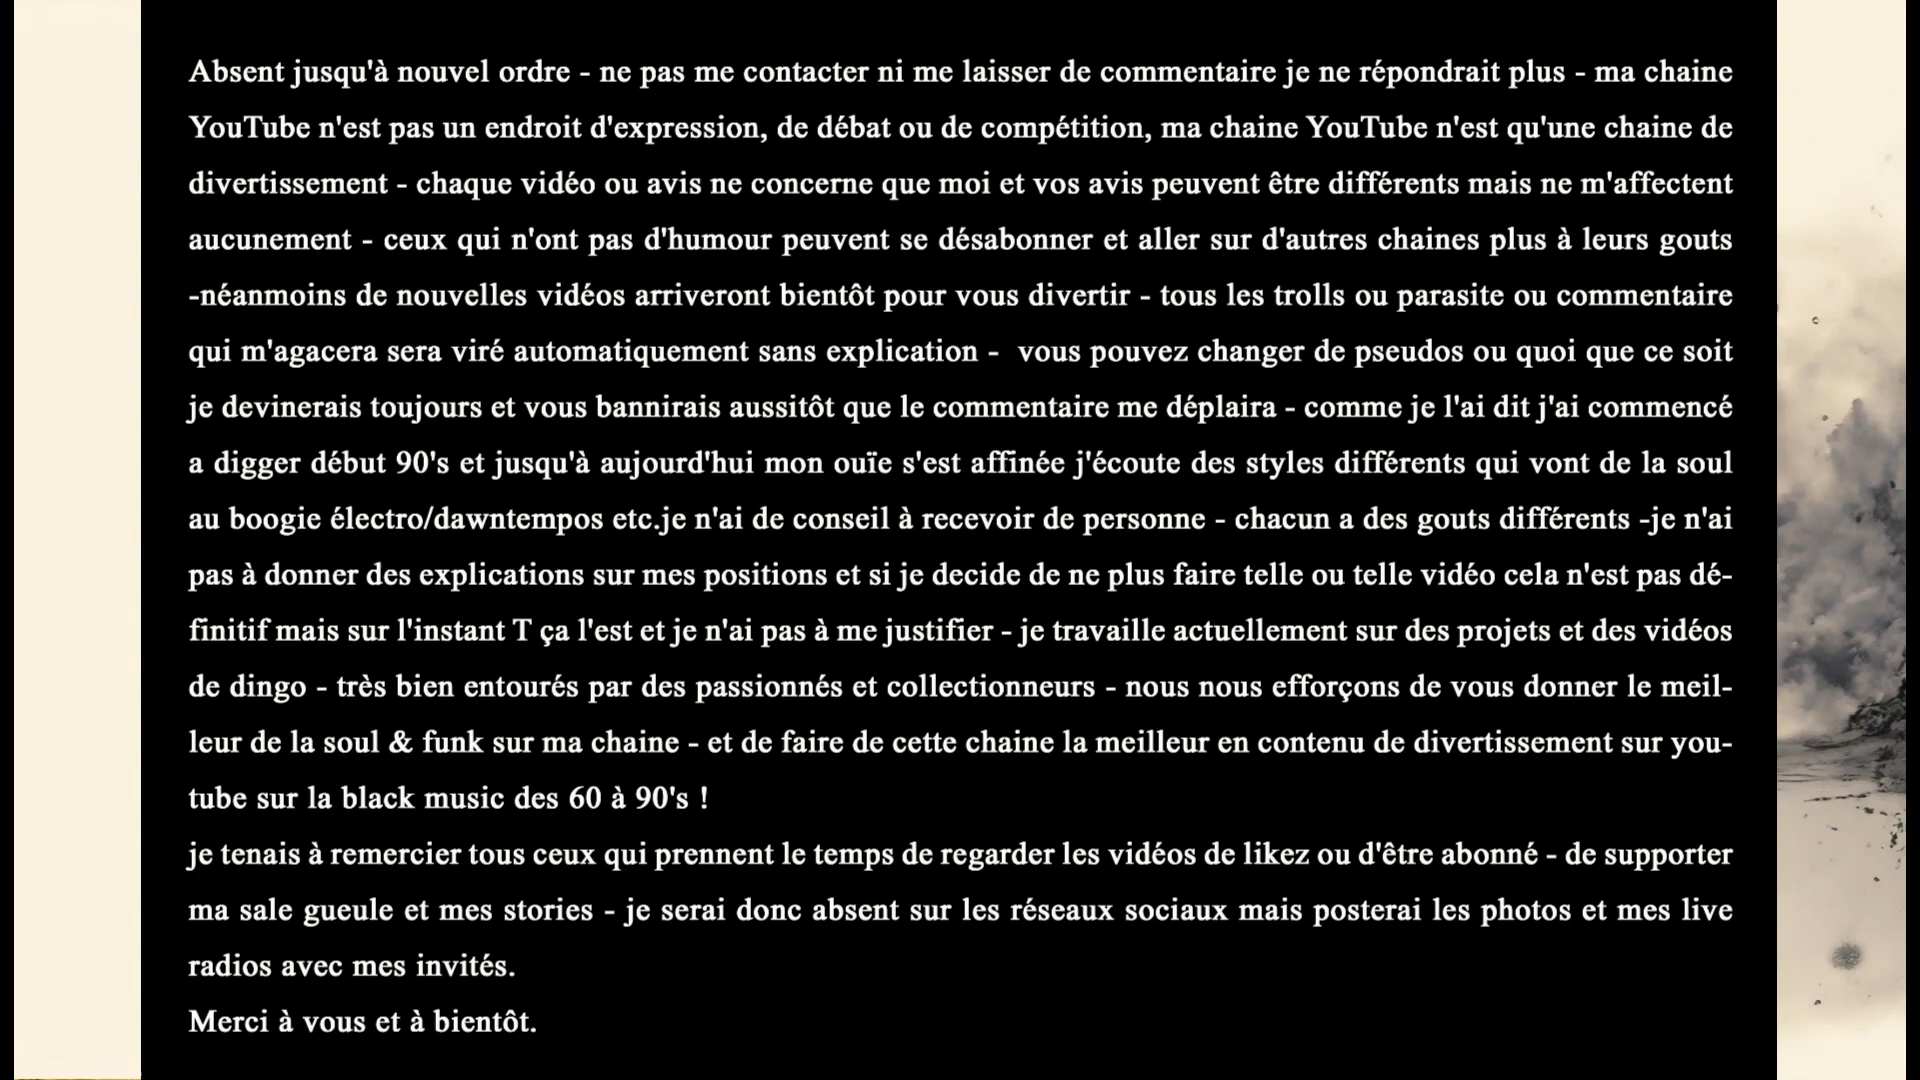 Absent jusqu'à nouvel ordre - ne pas me contacter ni me laisser de commentaire je ne répondrait plus - ma chaine
YouTube n'est pas un endroit d'expression, de débat ou de compétition, ma chaine YouTube n'est qu'une chaine de
divertissement - chaque vidéo ou avis ne concerne que moi et vos avis peuvent être différents mais ne m'affectent
aucunement - ceux qui n'ont pas d'humour peuvent se désabonner et aller sur d'autres chaines plus à leurs gouts
-néanmoins de nouvelles vidéos arriveront bientôt pour vous divertir - tous les trolls ou parasite ou commentaire
qui m'agacera sera viré automatiquement sans explication -  vous pouvez changer de pseudos ou quoi que ce soit
je devinerais toujours et vous bannirais aussitôt que le commentaire me déplaira - comme je l'ai dit j'ai commencé
a digger début 90's et jusqu'à aujourd'hui mon ouïe s'est affinée j'écoute des styles différents qui vont de la soul
au boogie électro/dawntempos etc.je n'ai de conseil à recevoir de personne - chacun a des gouts différents -je n'ai
pas à donner des explications sur mes positions et si je decide de ne plus faire telle ou telle vidéo cela n'est pas dé-
finitif mais sur l'instant T ça l'est et je n'ai pas à me justifier - je travaille actuellement sur des projets et des vidéos
de dingo - très bien entourés par des passionnés et collectionneurs - nous nous efforçons de vous donner le meil-
leur de la soul & funk sur ma chaine - et de faire de cette chaine la meilleur en contenu de divertissement sur you-
tube sur la black music des 60 à 90's !
je tenais à remercier tous ceux qui prennent le temps de regarder les vidéos de likez ou d'être abonné - de supporter
ma sale gueule et mes stories - je serai donc absent sur les réseaux sociaux mais posterai les photos et mes live
radios avec mes invités.
Merci à vous et à bientôt.